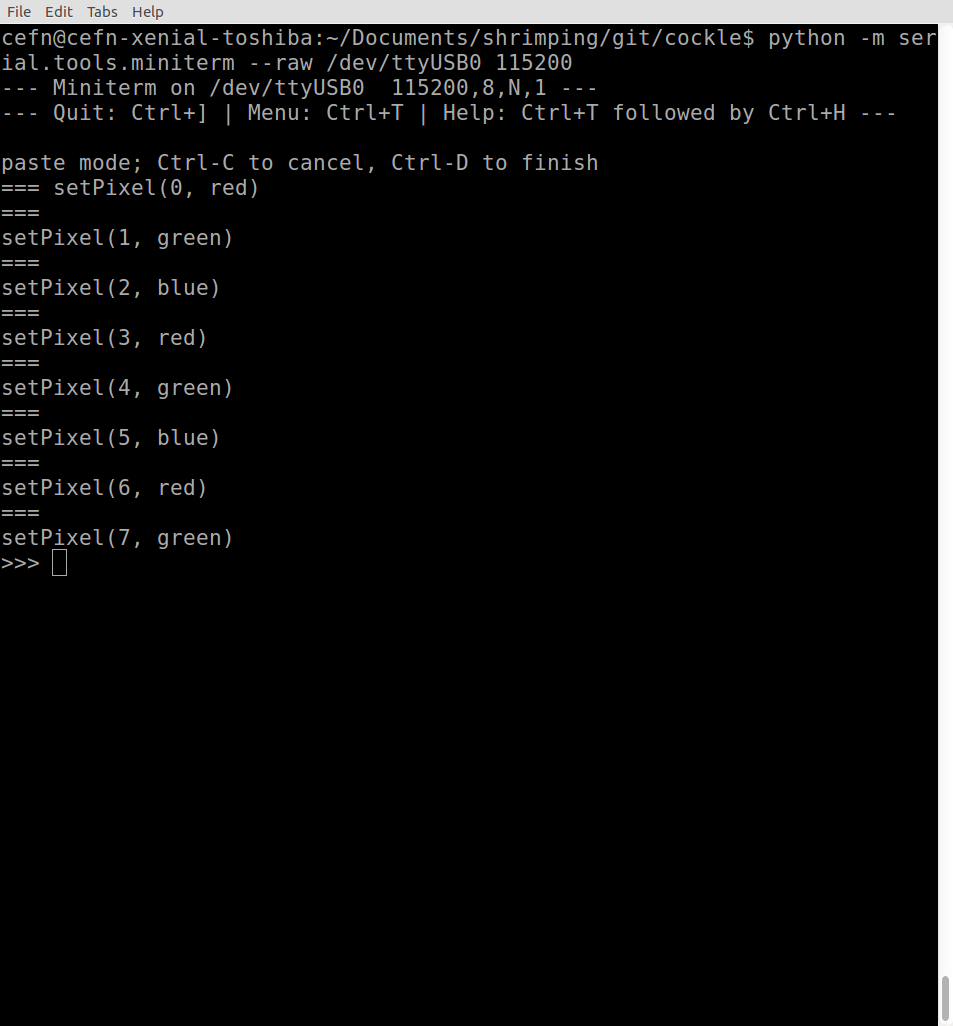 File Edit Tabs Help
cefn@cefn-xenial-toshiba:~/Documents/shrimping/git/cockle$ python -m ser
ial.tools.miniterm --raw /dev/ttyUSB0 115200
--- Miniterm on /dev/ttyUSB0  115200,8,N,1 ---
--- Quit: Ctrl+] | Menu: Ctrl+T | Help: Ctrl+T followed by Ctrl+H ---
paste mode; Ctrl-C to cancel, Ctrl-D to finish
=== setPixel(0, red)
===
setPixel(1, green)
===
setPixel(2, blue)
===
setPixel(3, red)
===
setPixel(4, green)
===
setPixel(5, blue)
===
setPixel(6, red)
===
setPixel(7, green)
>>>